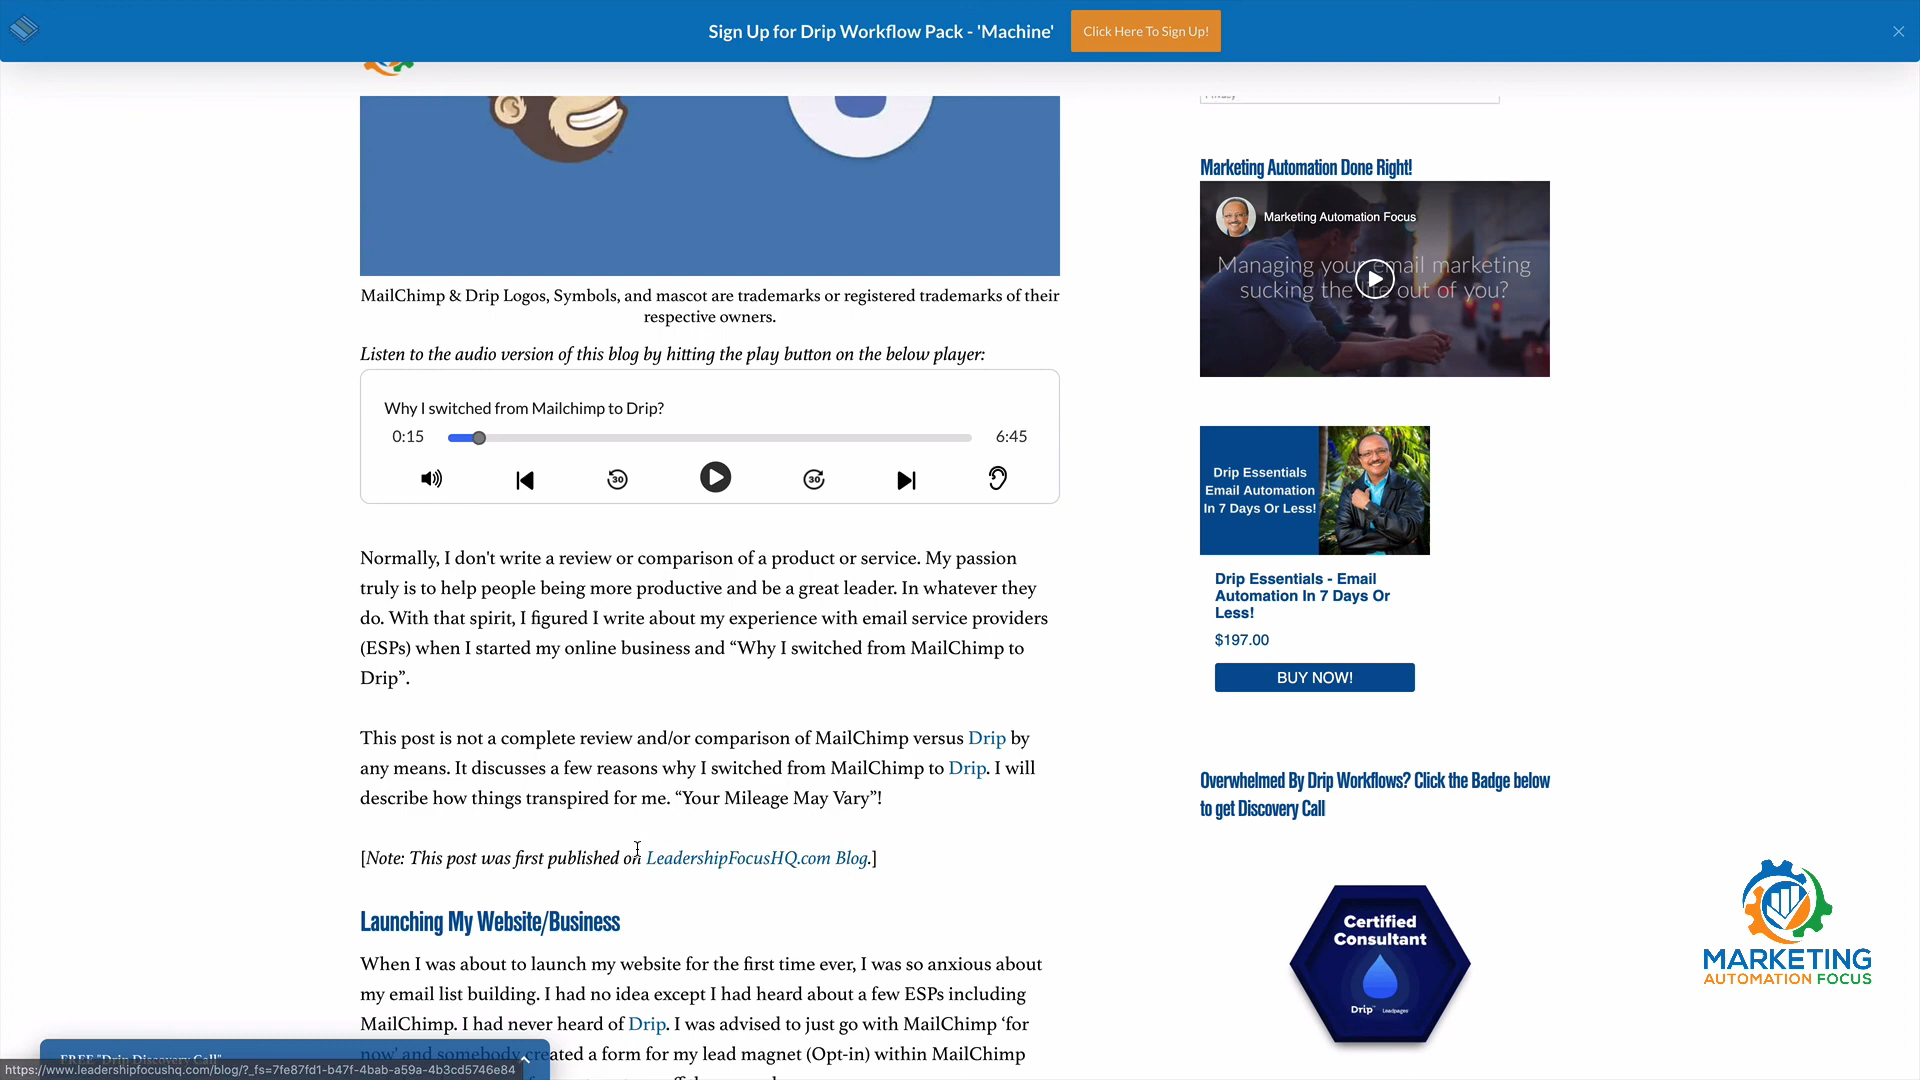 Sign Up for Drip Workflow Pack - 'Machine'
Click Here To Sign Up!
MailChimp & Drip Logos, Symbols, and mascot are trademarks or registered trademarks of their
respective owners.
Listen to the audio version of this blog by hitting the play button on the below player:
Why I switched from Mailchimp to Drip?
0:15
6:45
30
30
Normally, I don't write a review or comparison of a product or service. My passion
truly is to help people being more productive and be a great leader. In whatever they
do. With that spirit, I figured I write about my experience with email service providers
(ESPs) when I started my online business and “Why I switched from MailChimp to
Drip”.
This post is not a complete review and/or comparison of MailChimp versus Drip by
any means. It discusses a few reasons why I switched from MailChimp to Drip. I will
describe how things transpired for me. “Your Mileage May Vary”!
[Note: This post was first published on LeadershipFocusHQ.com Blog.]
Launching My Website/Business
When I was about to launch my website for the first time ever, I was so anxious about
my email list building. I had no idea except I had heard about a few ESPs including
MailChimp. I had never heard of Drip. I was advised to just go with MailChimp ‘for
now’ and somebody created a form for my lead magnet (Opt-in) within MailChimp
FREE "Drip Discovery Call"
https://www.leadershipfocushq.com/blog/?_fs=7fe87fd1-b47f-4bab-a59a-4b3cd5746e84
Marketing Automation Done Right!
Marketing Automation Focus
Managing your email marketing
sucking the life out of you?
Drip Essentials
Email Automation
In 7 Days Or Less!
Drip Essentials - Email
Automation In 7 Days Or
Less!
$197.00
BUY NOW!
Overwhelmed By Drip Workflows? Click the Badge below
to get Discovery Call
Certified
Consultant
Drip™ Leadpages
MARKETING
AUTOMATION FOCUS